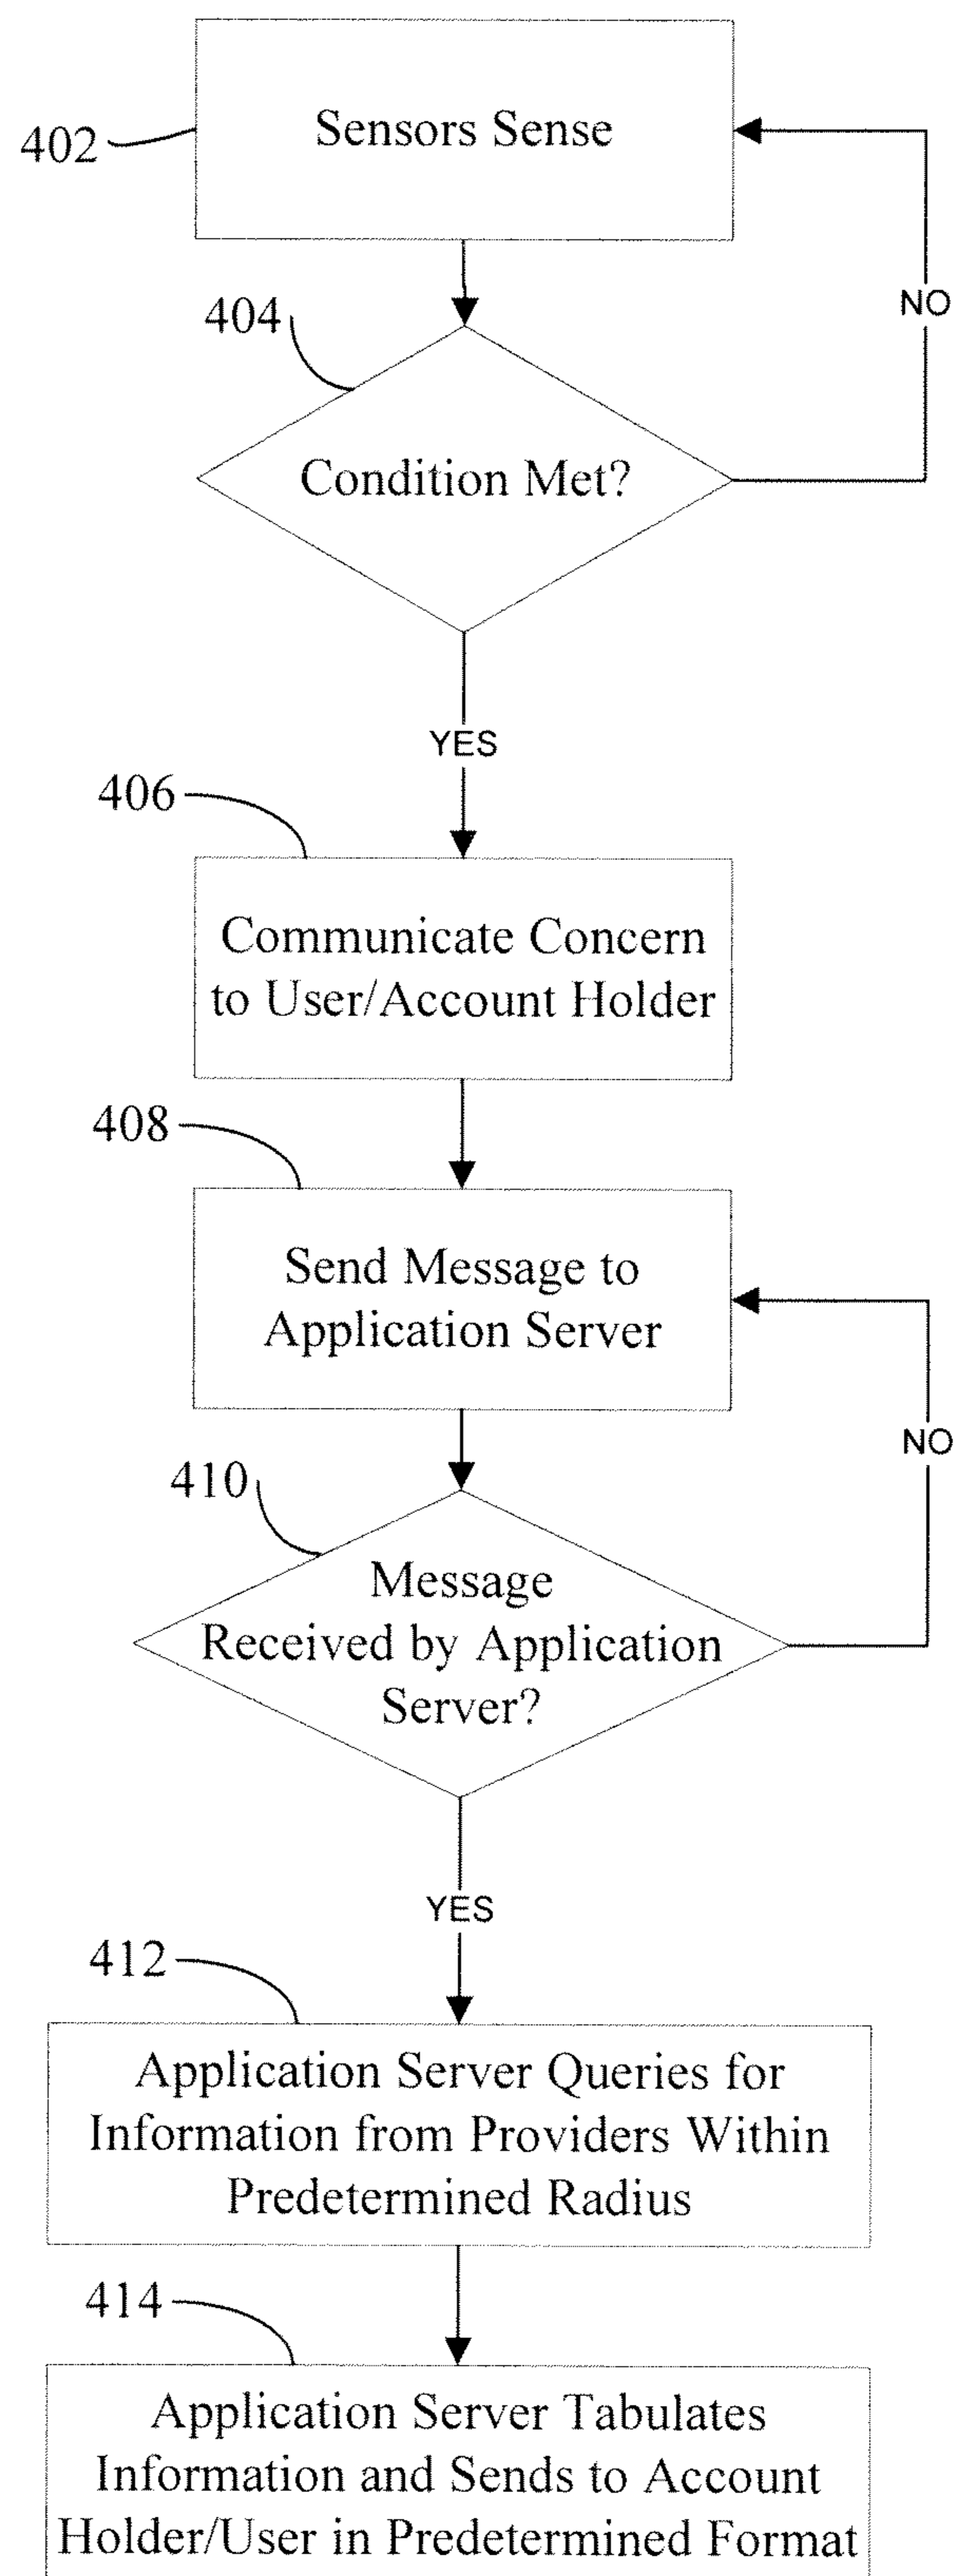 402
Sensors Sense
NO
404
Condition Met?
YES
406
Communicate Concern
to User/Account Holder
408
Send Message to
Application Server
NO
410
Message
Received by Application
Server?
YES
412
Application Server Queries for
Information from Providers Within
Predetermined Radius
414
Application Server Tabulates
Information and Sends to Account
Holder/User in Predetermined Format